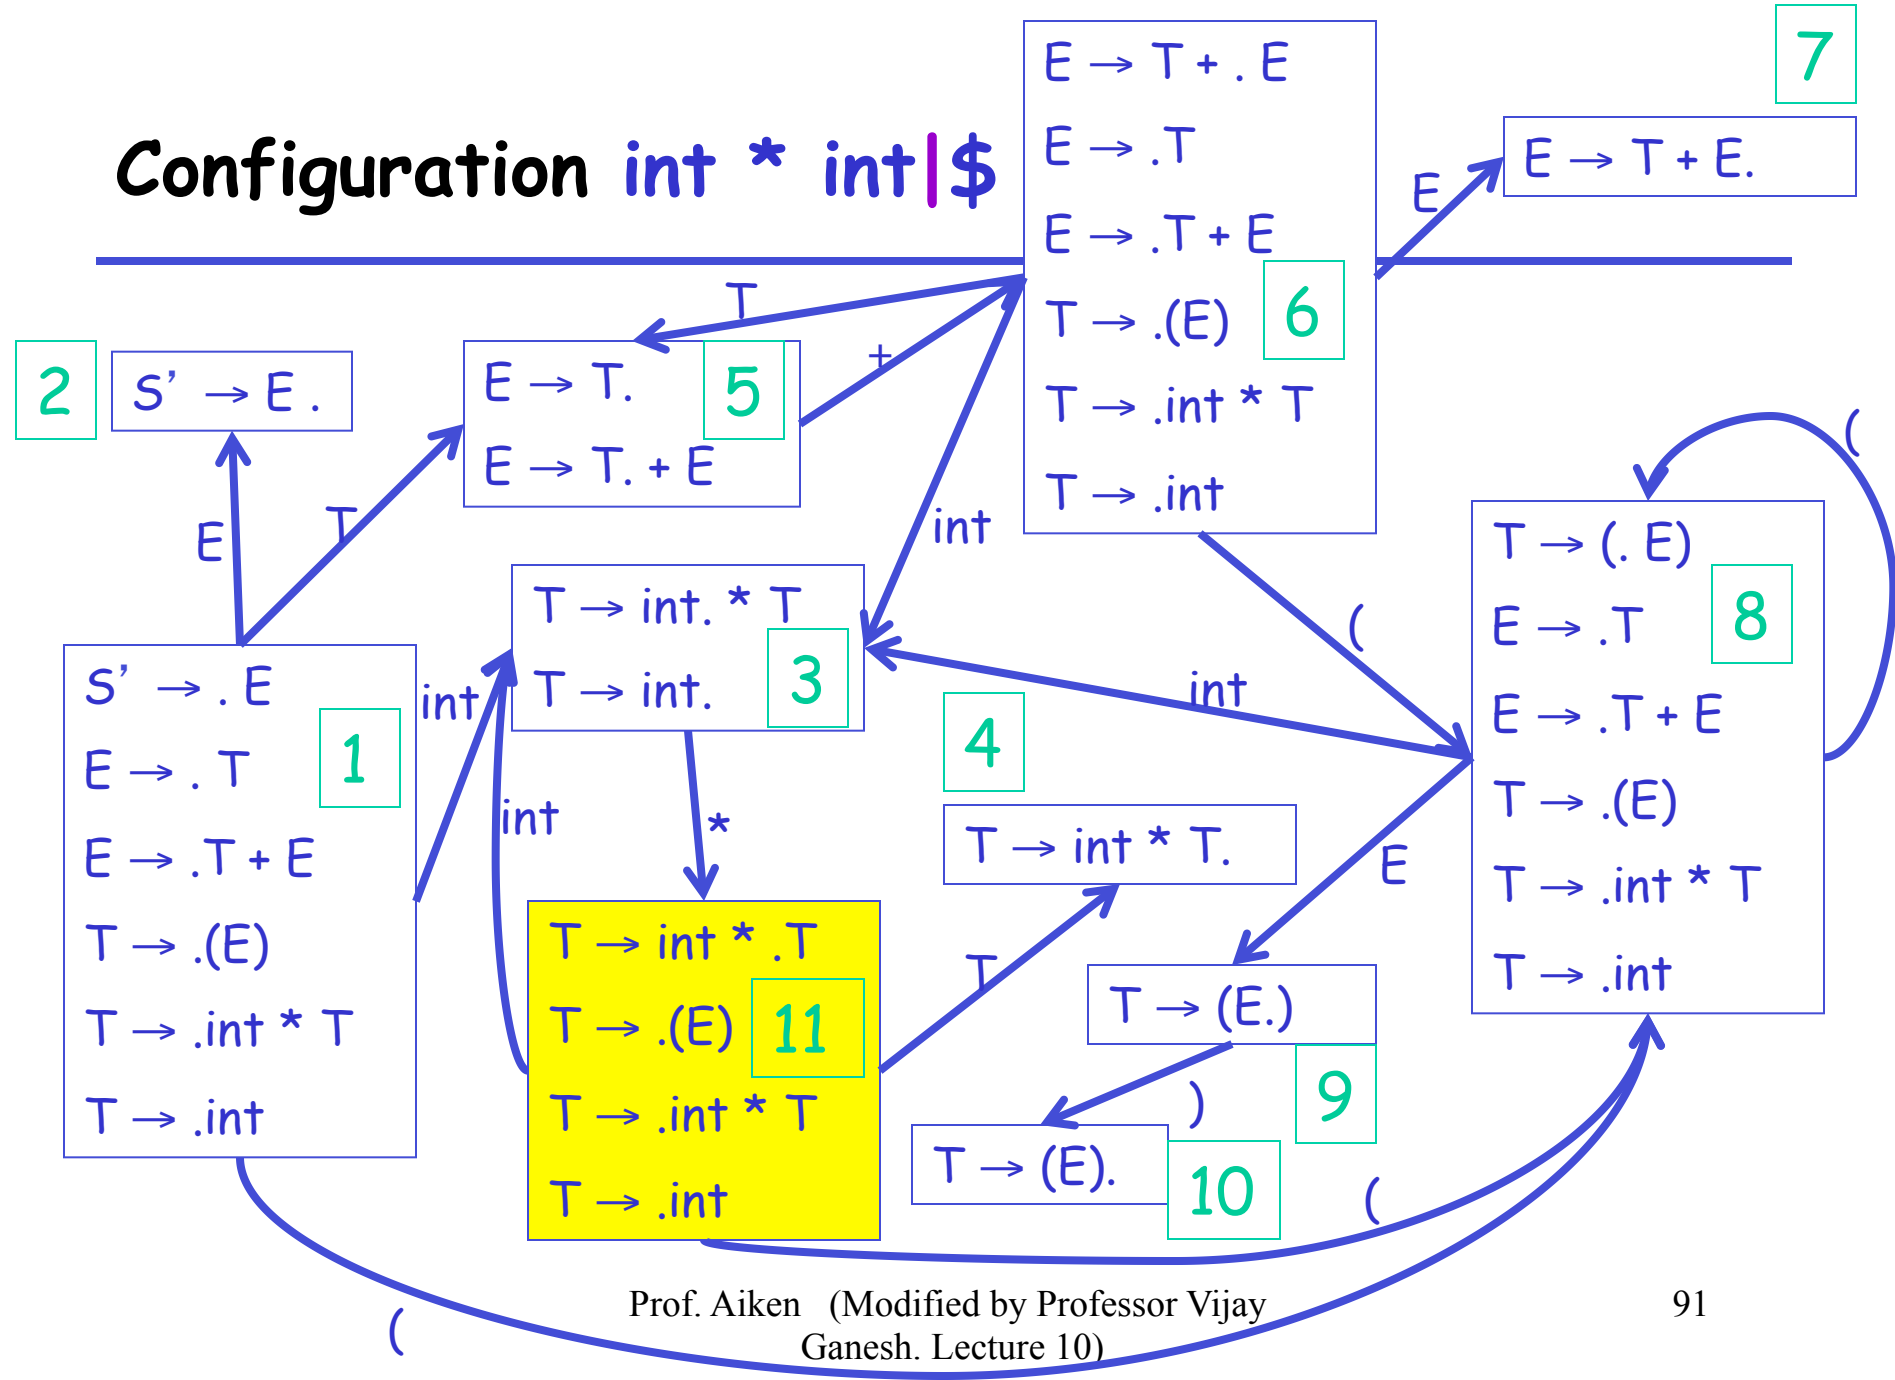 Configuration int * int|$
E → T + . E
E → .T
E → .T + E
T → .(E)
T → .int * T
T → .int
6
7
E → T + E.
E
2
S’ → E .
E → T.
E → T. + E
5
T
+
E
T
int
T → int. * T
T → int.
3
int
int
*
S’ → . E
E → . T
E → .T + E
T → .(E)
T → .int * T
T → .int
1
4
T → int * T.
T
int
(
(
T → (. E)
E → .T
E → .T + E
T → .(E)
T → .int * T
T → .int
8
E
T → int * .T
T → .(E)
T → .int * T
T → .int
11
T → (E.)
9
)
T → (E).
10
(
(
Prof. Aiken (Modified by Professor Vijay
Ganesh. Lecture 10)
91